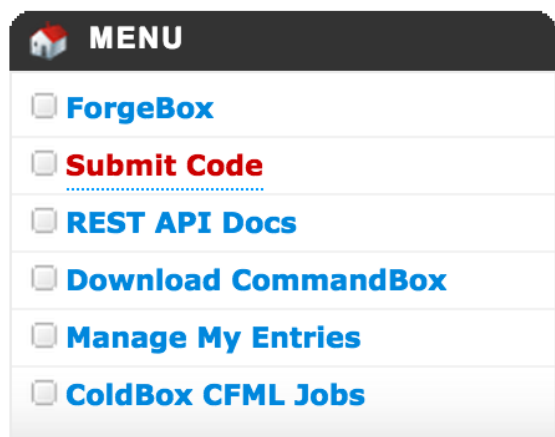 MENU
ForgeBox
Submit Code
REST API Docs
Download CommandBox
Manage My Entries
ColdBox CFML Jobs